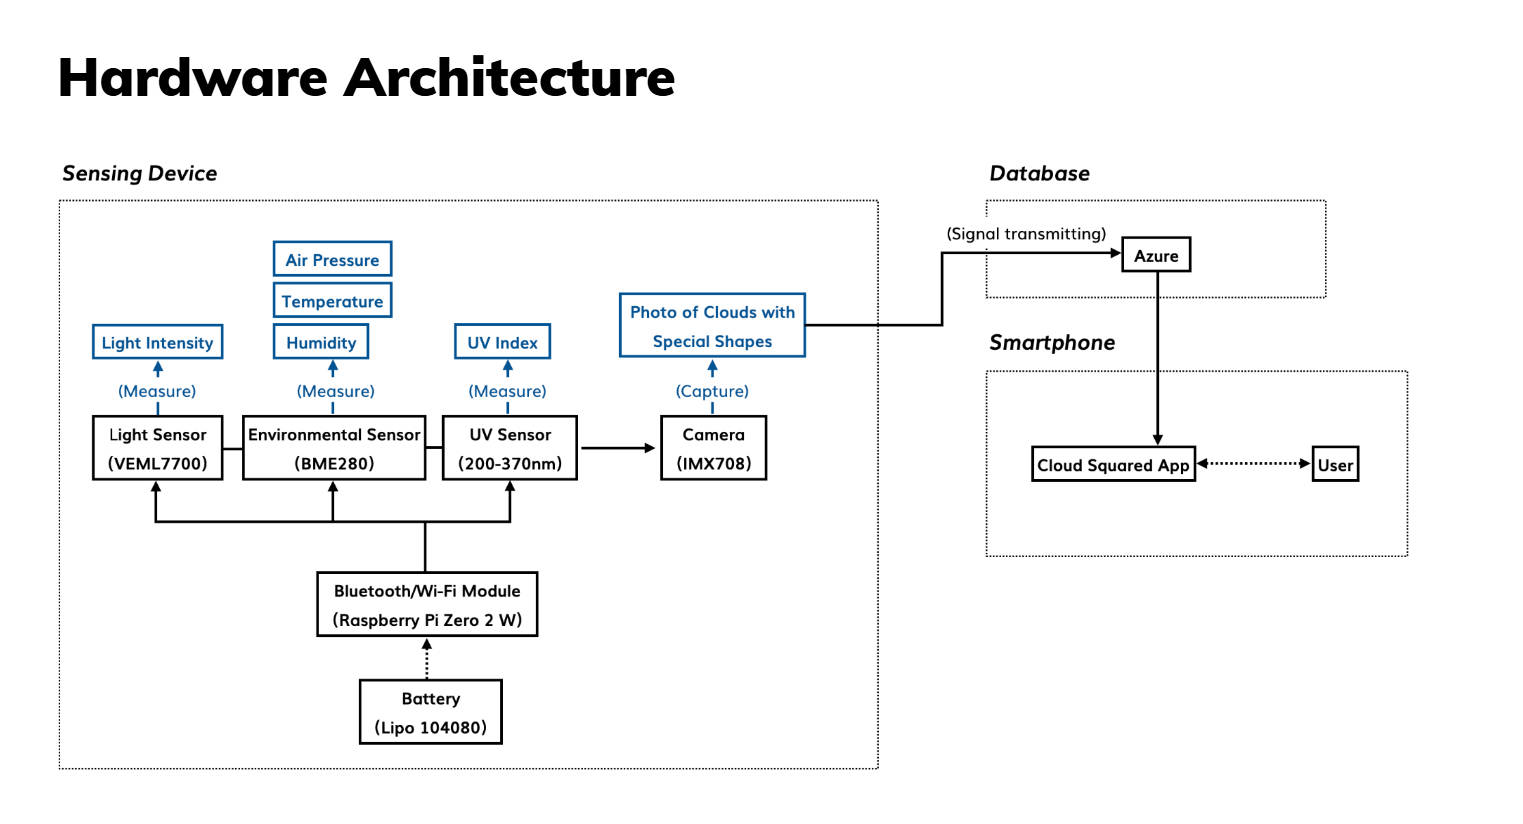 Hardware Architecture
Sensing Device
Air Pressure
Temperature
Light Intensity
Humidity
UV Index
Photo of Clouds with
Special Shapes
(Measure)
(Measure)
(Measure)
(Capture)
Light Sensor
(VEML7700)
Environmental Sensor
(BME280)
UV Sensor
(200-370nm)
Camera
(IMX708)
Bluetooth/Wi-Fi Module
(Raspberry Pi Zero 2 W)
Battery
(Lipo 104080)
Database
(Signal transmitting)
Azure
Smartphone
Cloud Squared App
User